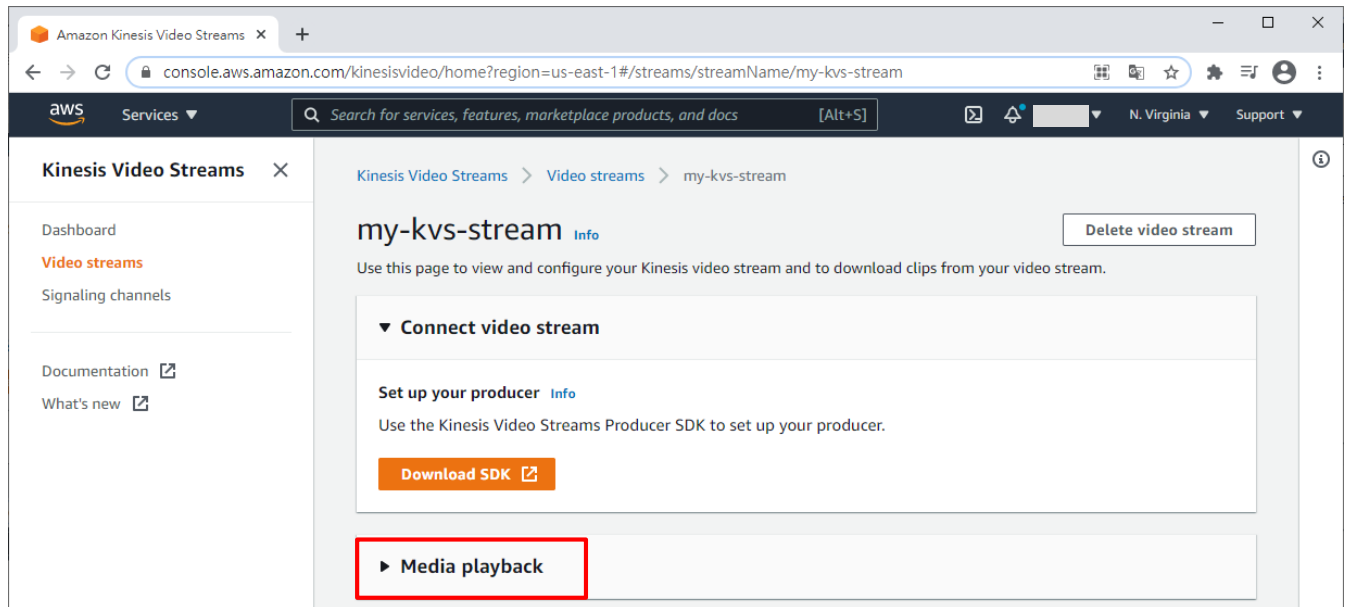 Amazon Kinesis Video Streams
console.aws.amazon.com/kinesisvideo/home?region=us-east-1#/streams/streamName/my-kvs-stream
aws Services Search for services, features, marketplace products, and docs [Alt+S] N. Virginia Support
Kinesis Video Streams
Dashboard
Video streams
Signaling channels
Documentation
What's new
Kinesis Video Streams > Video streams > my-kvs-stream
my-kvs-stream Info Delete video stream
Use this page to view and configure your Kinesis video stream and to download clips from your video stream.
Connect video stream
Set up your producer Info
Use the Kinesis Video Streams Producer SDK to set up your producer.
Download SDK
Media playback